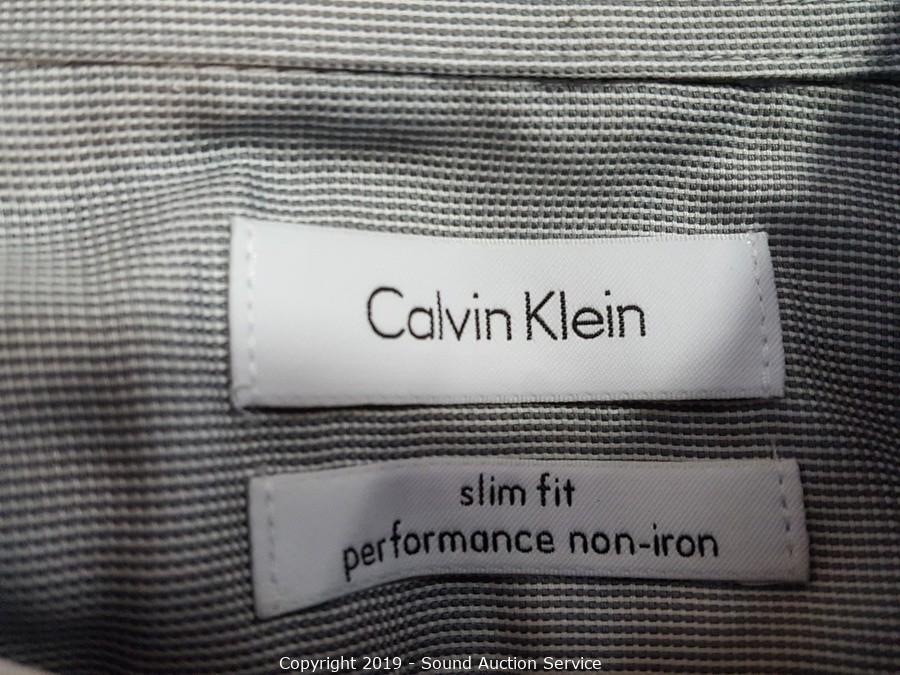 Calvin Klein
slim fit
performance non-iron
Copyright 2019 - Sound Auction Service